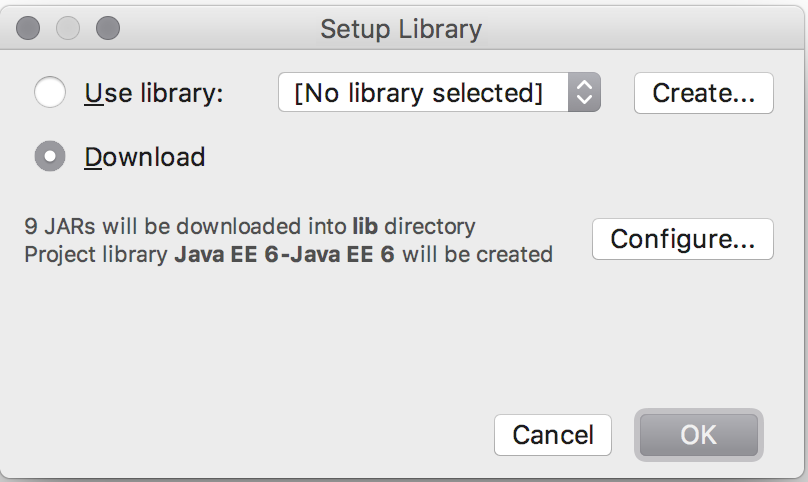 Setup Library
Use library: [No library selected] Create...
Download
9 JARs will be downloaded into lib directory
Project library Java EE 6-Java EE 6 will be created
Configure...
Cancel OK